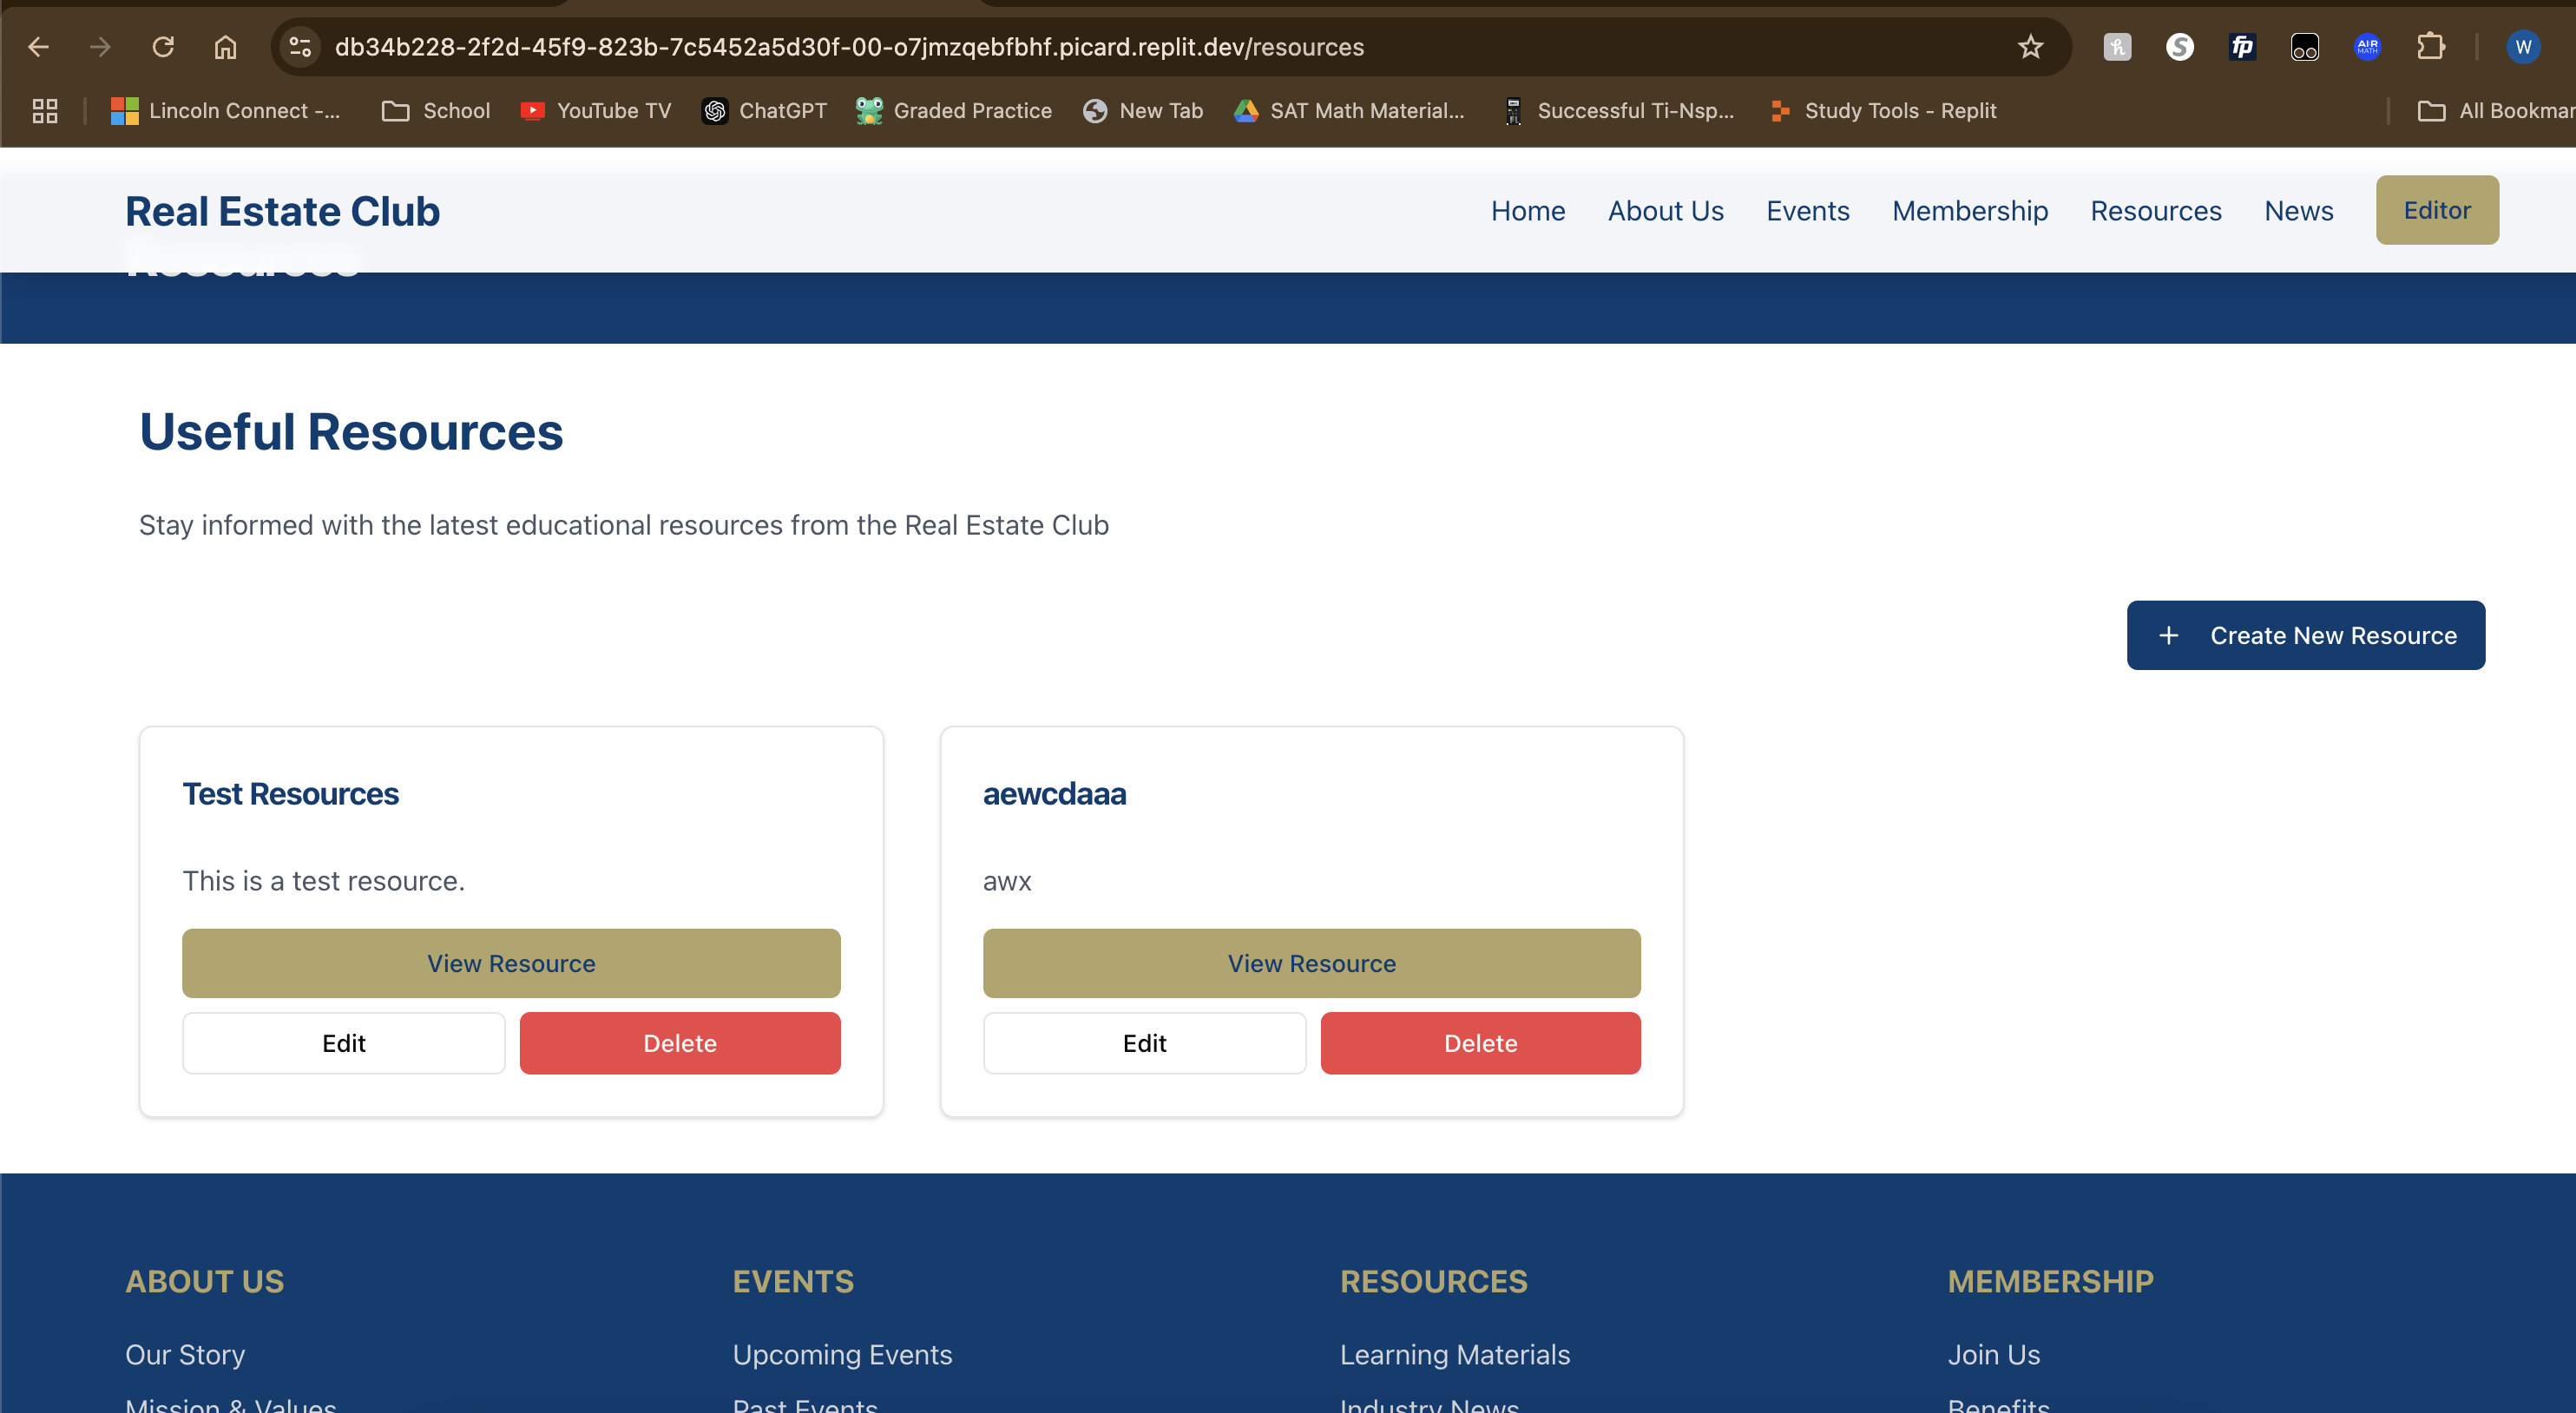 db34b228-2f2d-45f9-823b-7c5452a5d30f-00-o7jmzqebfbhf.picard.replit.dev/resources
W
Lincoln Connect -... School YouTube TV ChatGPT Graded Practice New Tab SAT Math Material... Successful Ti-Nsp... Study Tools - Replit All Bookmar
Real Estate Club Home About Us Events Membership Resources News Editor
Resources
Useful Resources
Stay informed with the latest educational resources from the Real Estate Club
+ Create New Resource
Test Resources
This is a test resource.
View Resource
Edit Delete
aewcdaaa
awx
View Resource
Edit Delete
ABOUT US
Our Story
Mission & Values
EVENTS
Upcoming Events
Past Events
RESOURCES
Learning Materials
Industry News
MEMBERSHIP
Join Us
Benefits